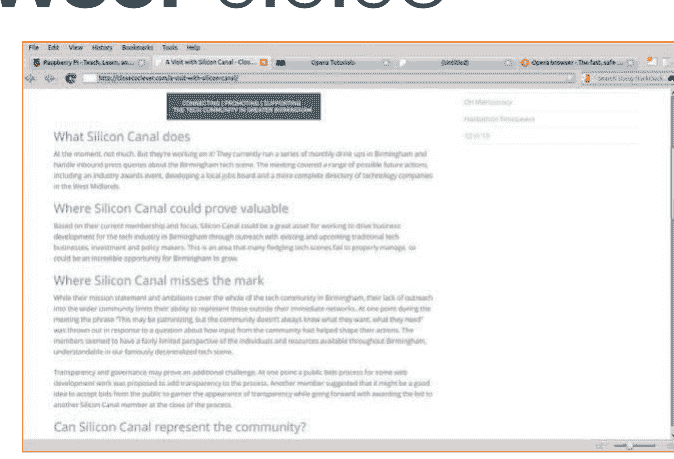 File Edit View History Bookmarks Tools Help
Raspberry Pi - Teach, Learn, an... A Visit with Silicon Canal - Clos... Opera Tutorials (Untitled) Opera browser - The fast, safe ...
http://closecoclever.com/a-visit-with-silicon-canal/
CONNECTING | PROMOTING | SUPPORTING
THE TECH COMMUNITY IN GREATER BIRMINGHAM
What Silicon Canal does
At the moment, not much. But they're working on it! They currently run a series of monthly drink ups in Birmingham and
handle inbound press queries about the Birmingham tech scene. The meeting covered a range of possible future actions,
including an industry awards event, developing a local jobs board and a more complete directory of technology companies
in the West Midlands.
Where Silicon Canal could prove valuable
Based on their current membership and focus, Silicon Canal could be a great asset for working to drive business
development for the tech industry in Birmingham through outreach with existing and upcoming traditional tech
businesses, investment and policy makers. This is an area that many fledgling tech scenes fail to properly manage, so
could be an incredible opportunity for Birmingham to grow.
Where Silicon Canal misses the mark
While their mission statement and ambitions cover the whole of the tech community in Birmingham, their lack of outreach
into the wider community limits their ability to represent those outside their immediate networks. At one point during the
meeting the phrase "This may be patronizing, but the community doesn't always know what they want, what they need"
was thrown out in response to a question about how input from the community had helped shape their actions. The
members seemed to have a fairly limited perspective of the individuals and resources available throughout Birmingham,
understandable in our famously decentralized tech scene.
Transparency and governance may prove an additional challenge. At one point a public bids process for some web
development work was proposed to add transparency to the process. Another member suggested that it might be a good
idea to accept bids from the public to garner the appearance of transparency while going forward with awarding the bid to
another Silicon Canal member at the close of the process.
Can Silicon Canal represent the community?
Hackathon Timesavers